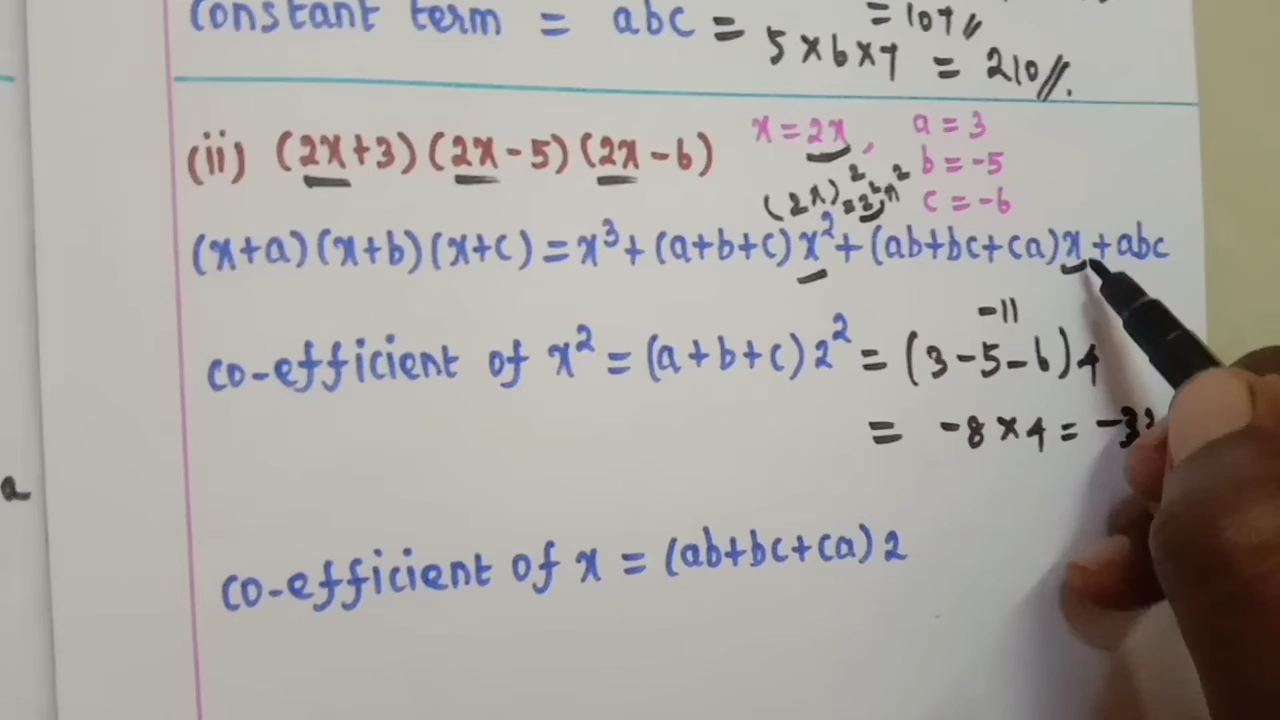 = 107//
constant term = abc = 5×6×7 = 210//.
(ii) (2x+3)(2x-5)(2x-6) x = 2x, a = 3
b = -5
(2x)² = 2²x² c = -6
(x+a)(x+b)(x+c) = x³+(a+b+c)x²+(ab+bc+ca)x+abc
-11
co-efficient of x² = (a+b+c)2² = (3-5-6)4
= -8×4 = -3
a
co-efficient of x = (ab+bc+ca)2